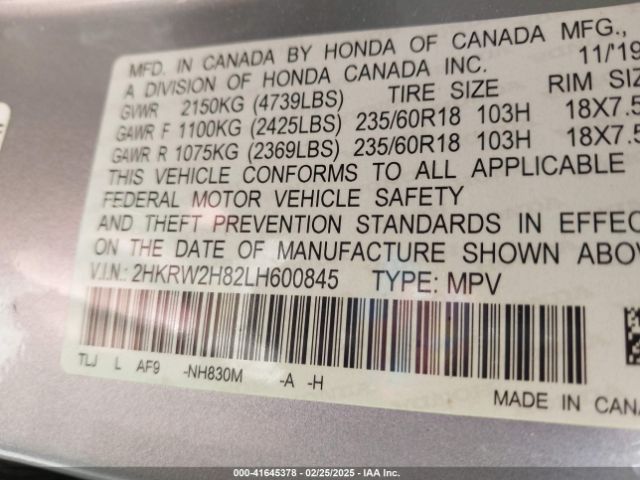 MFD. IN CANADA BY HONDA OF CANADA MFG.,
A DIVISION OF HONDA CANADA INC. 11/'19
GVWR 2150KG (4739LBS) TIRE SIZE RIM SIZ
GAWR F 1100KG (2425LBS) 235/60R18 103H 18X7.5
GAWR R 1075KG (2369LBS) 235/60R18 103H 18X7.5
THIS VEHICLE CONFORMS TO ALL APPLICABLE
FEDERAL MOTOR VEHICLE SAFETY
AND THEFT PREVENTION STANDARDS IN EFFEC
ON THE DATE OF MANUFACTURE SHOWN ABOV
V.I.N.: 2HKRW2H82LH600845 TYPE: MPV
TLJ L AF9 -NH830M -A -H
MADE IN CANA
000-41645378 - 02/25/2025 - IAA Inc.